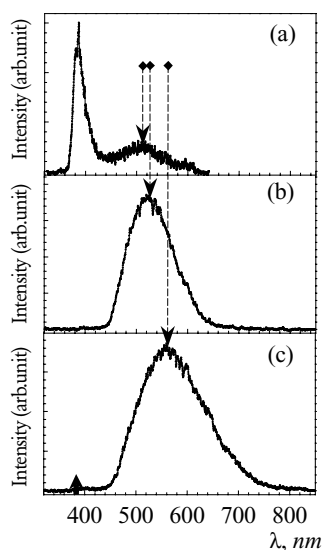 Intensity (arb.unit)
(a)
Intensity (arb.unit)
(b)
Intensity (arb.unit)
(c)
400 500 600 700 800
λ, nm